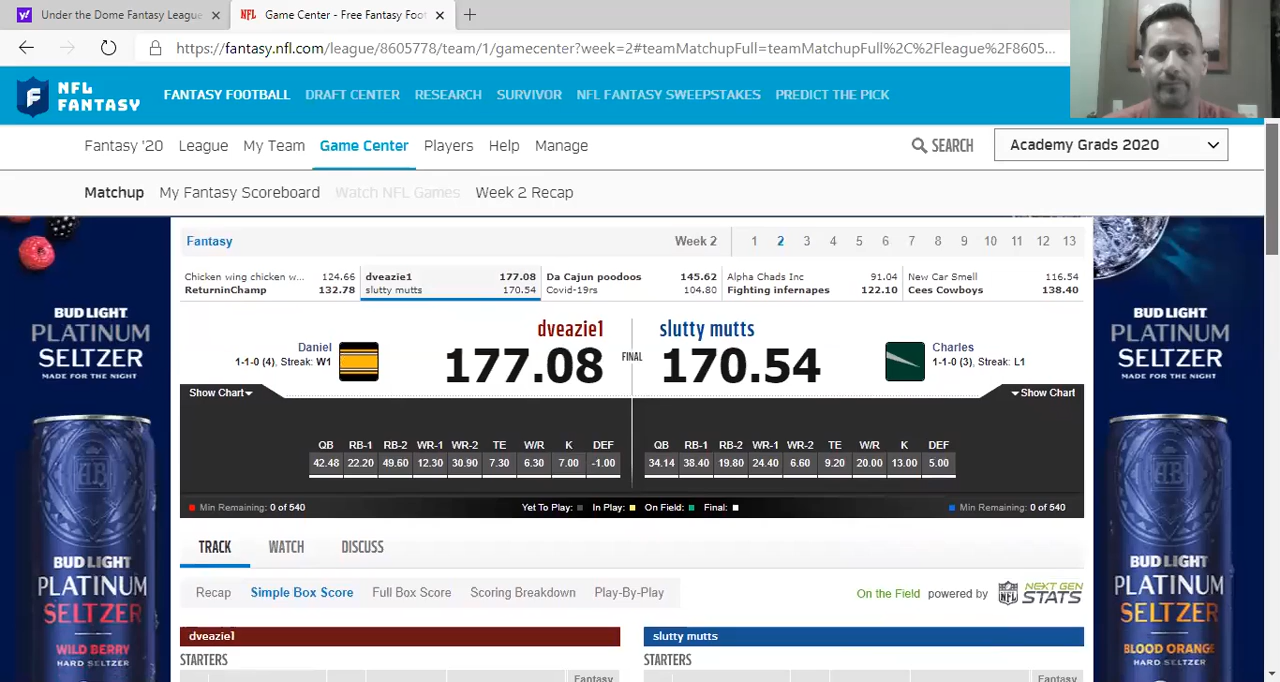 Under the Dome Fantasy League
Game Center - Free Fantasy Foot
https://fantasy.nfl.com/league/8605778/team/1/gamecenter?week=2#teamMatchupFull=teamMatchupFull%2C%2Fleague%2F8605...
NFL FANTASY
FANTASY FOOTBALL DRAFT CENTER RESEARCH SURVIVOR NFL FANTASY SWEEPSTAKES PREDICT THE PICK
Fantasy '20 League My Team Game Center Players Help Manage SEARCH Academy Grads 2020
Matchup My Fantasy Scoreboard Watch NFL Games Week 2 Recap
Fantasy Week 2 1 2 3 4 5 6 7 8 9 10 11 12 13
Chicken wing chicken w... 124.66 dveazie1 177.08 Da Cajun poodoos 145.62 Alpha Chads Inc 91.04 New Car Smell 116.54
ReturninChamp 132.78 slutty mutts 170.54 Covid-19rs 104.80 Fighting infernapes 122.10 Cees Cowboys 138.40
dveazie1 slutty mutts
Daniel 177.08 FINAL 170.54 Charles
1-1-0 (4), Streak: W1 1-1-0 (3), Streak: L1
Show Chart Show Chart
QB RB-1 RB-2 WR-1 WR-2 TE W/R K DEF QB RB-1 RB-2 WR-1 WR-2 TE W/R K DEF
42.48 22.20 49.60 12.30 30.90 7.30 6.30 7.00 -1.00 34.14 38.40 19.80 24.40 6.60 9.20 20.00 13.00 5.00
Min Remaining: 0 of 540 Yet To Play: In Play: On Field: Final: Min Remaining: 0 of 540
TRACK WATCH DISCUSS
Recap Simple Box Score Full Box Score Scoring Breakdown Play-By-Play On the Field powered by NFL NEXT GEN STATS
dveazie1 slutty mutts
STARTERS STARTERS
Fantasy Fantasy
BUD LIGHT
PLATINUM
SELTZER
MADE FOR THE NIGHT
BUD LIGHT
PLATINUM
SELTZER
WILD BERRY
HARD SELTZER
BUD LIGHT
PLATINUM
SELTZER
MADE FOR THE NIGHT
BUD LIGHT
PLATINUM
SELTZER
BLOOD ORANGE
HARD SELTZER